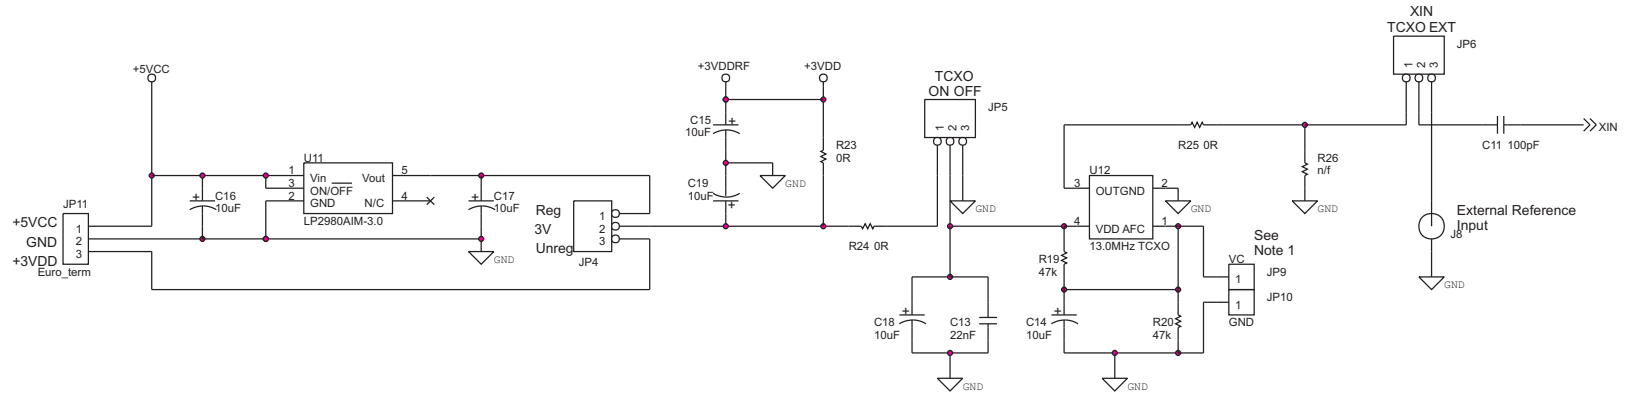 XIN
TCXO EXT
JP6
1 2 3
+5VCC
+3VDDRF
+3VDD
TCXO
ON OFF
JP5
1 2 3
C15
10uF
+
R23
0R
R25 0R
R26
n/f
C11 100pF
XIN
U11
1 Vin Vout 5
3 ON/OFF
2 GND N/C 4
LP2980AIM-3.0
C16
10uF
+
C17
10uF
+
C19
10uF
+
GND
U12
3 OUTGND 2
4 VDD AFC 1
13.0MHz TCXO
GND
GND
GND
JP11
+5VCC 1
GND 2
+3VDD 3
Euro_term
GND
Reg 1
3V 2
Unreg 3
JP4
R24 0R
External Reference
Input
J8
GND
See
Note 1
VC
1 JP9
1 JP10
GND
R19
47k
C18
10uF
+
C13
22nF
C14
10uF
+
R20
47k
GND
GND